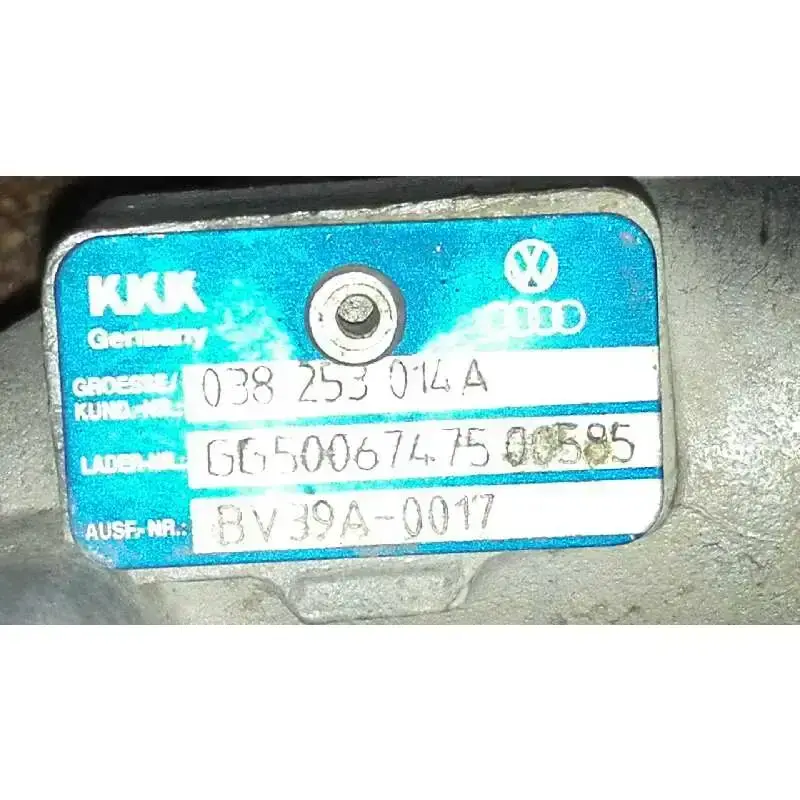 KKK
Germany
GROESSE/
KUND.-NR.: 038 253 014 A
LADER-NR.: GG50067475 00585
AUSF.-NR.: BV39A-0017